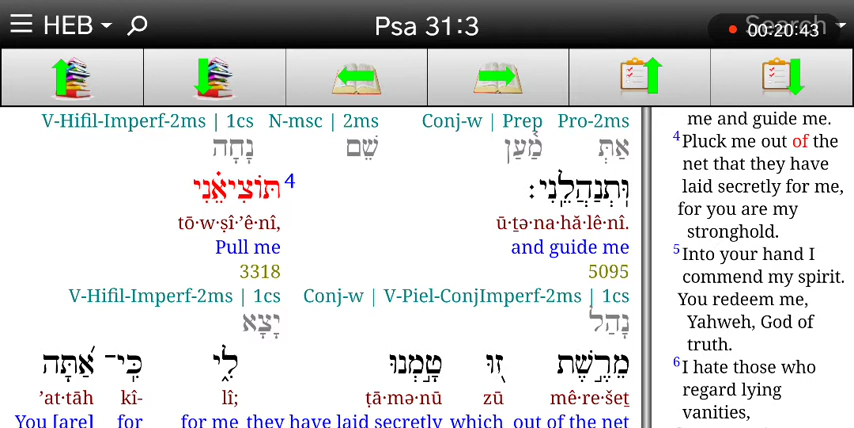 HEB Psa 31:3 Search 00:20:43
V-Hifil-Imperf-2ms | 1cs N-msc | 2ms Conj-w | Prep Pro-2ms
נָחָה שֵׁם מַ֫עַן אַתְּ
תּוֹצִיאֵ֗נִי 4 וּֽתְנַהֲלֵֽנִי׃
tō·w·ṣî·’ê·nî, ū·ṯə·na·hă·lê·nî.
Pull me and guide me
3318 5095
V-Hifil-Imperf-2ms | 1cs Conj-w | V-Piel-ConjImperf-2ms | 1cs
יָצָא נָהַל
מֵרֶ֣שֶׁת ז֭וּ טָ֣מְנוּ לִ֑י כִּֽי־ אַ֝תָּ֗ה
’at·tāh kî- lî; ṭā·mə·nū zū mê·re·šeṯ
You [are] for for me they have laid secretly which out of the net
me and guide me.
4 Pluck me out of the
net that they have
laid secretly for me,
for you are my
stronghold.
5 Into your hand I
commend my spirit.
You redeem me,
Yahweh, God of
truth.
6 I hate those who
regard lying
vanities,